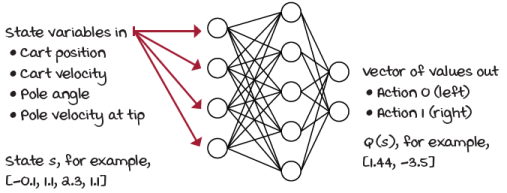 State variables in
• Cart position
• Cart velocity
• Pole angle
• Pole velocity at tip
State s, for example,
[-0.1, 1.1, 2.3, 1.1]
Vector of values out
• Action 0 (left)
• Action 1 (right)
Q(s), for example,
[1.44, -3.5]